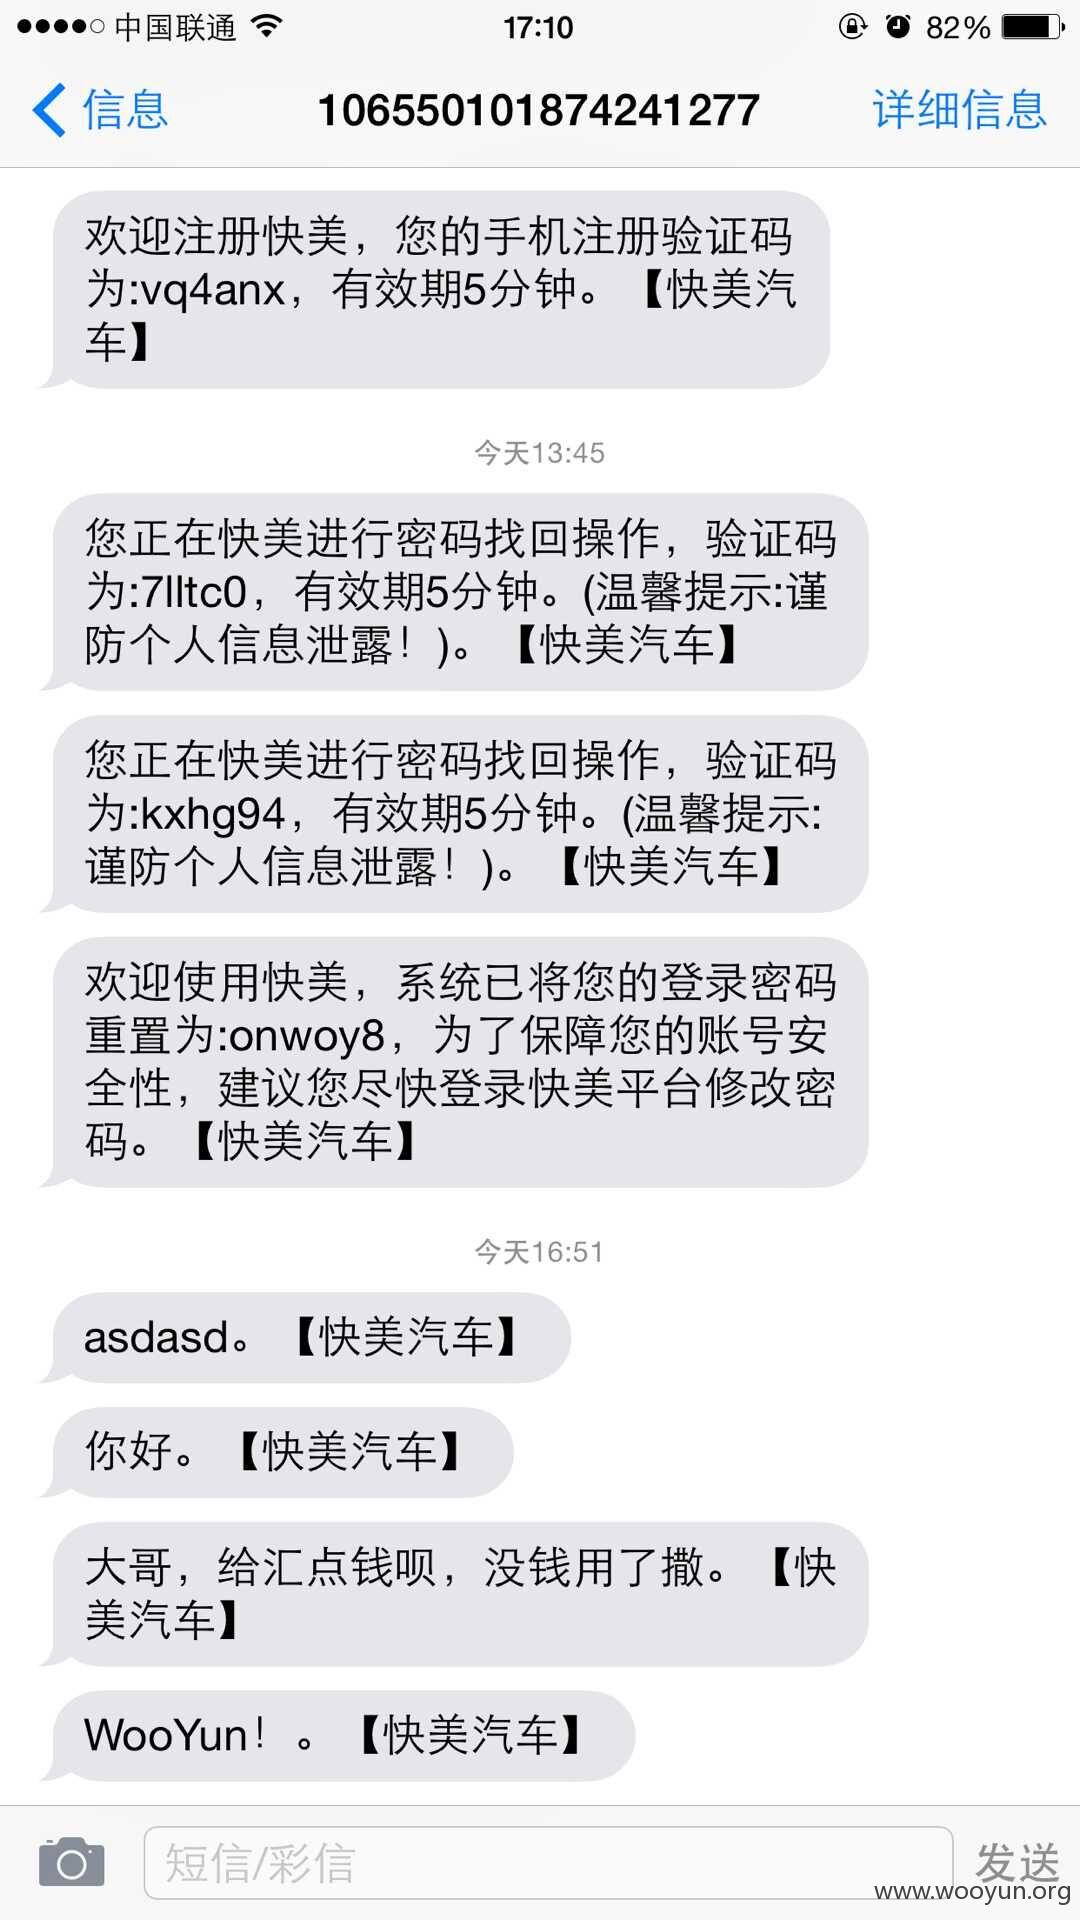 中国联通 17:10 82%
信息 106550101874241277 详细信息
欢迎注册快美，您的手机注册验证码
为:vq4anx，有效期5分钟。【快美汽
车】
今天13:45
您正在快美进行密码找回操作，验证码
为:7lltc0，有效期5分钟。(温馨提示:谨
防个人信息泄露！)。【快美汽车】
您正在快美进行密码找回操作，验证码
为:kxhg94，有效期5分钟。(温馨提示:
谨防个人信息泄露！)。【快美汽车】
欢迎使用快美，系统已将您的登录密码
重置为:onwoy8，为了保障您的账号安
全性，建议您尽快登录快美平台修改密
码。【快美汽车】
今天16:51
asdasd。【快美汽车】
你好。【快美汽车】
大哥，给汇点钱呗，没钱用了撒。【快
美汽车】
WooYun！。【快美汽车】
短信/彩信 发送
www.wooyun.org